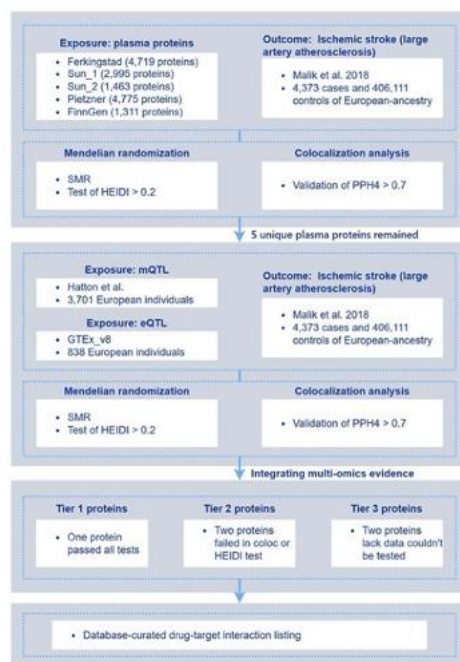 Exposure: plasma proteins
• Ferkingstad (4,719 proteins)
• Sun_1 (2,995 proteins)
• Sun_2 (1,463 proteins)
• Pietzner (4,775 proteins)
• FinnGen (1,311 proteins)
Outcome: Ischemic stroke (large
artery atherosclerosis)
• Malik et al. 2018
• 4,373 cases and 406,111
controls of European-ancestry
Mendelian randomization
• SMR
• Test of HEIDI > 0.2
Colocalization analysis
• Validation of PPH4 > 0.7
5 unique plasma proteins remained
Exposure: mQTL
• Hatton et al.
• 3,701 European individuals
Exposure: eQTL
• GTEx_v8
• 838 European individuals
Outcome: Ischemic stroke (large
artery atherosclerosis)
• Malik et al. 2018
• 4,373 cases and 406,111
controls of European-ancestry
Mendelian randomization
• SMR
• Test of HEIDI > 0.2
Colocalization analysis
• Validation of PPH4 > 0.7
Integrating multi-omics evidence
Tier 1 proteins
• One protein
passed all tests
Tier 2 proteins
• Two proteins
failed in coloc or
HEIDI test
Tier 3 proteins
• Two proteins
lack data couldn't
be tested
• Database-curated drug-target interaction listing